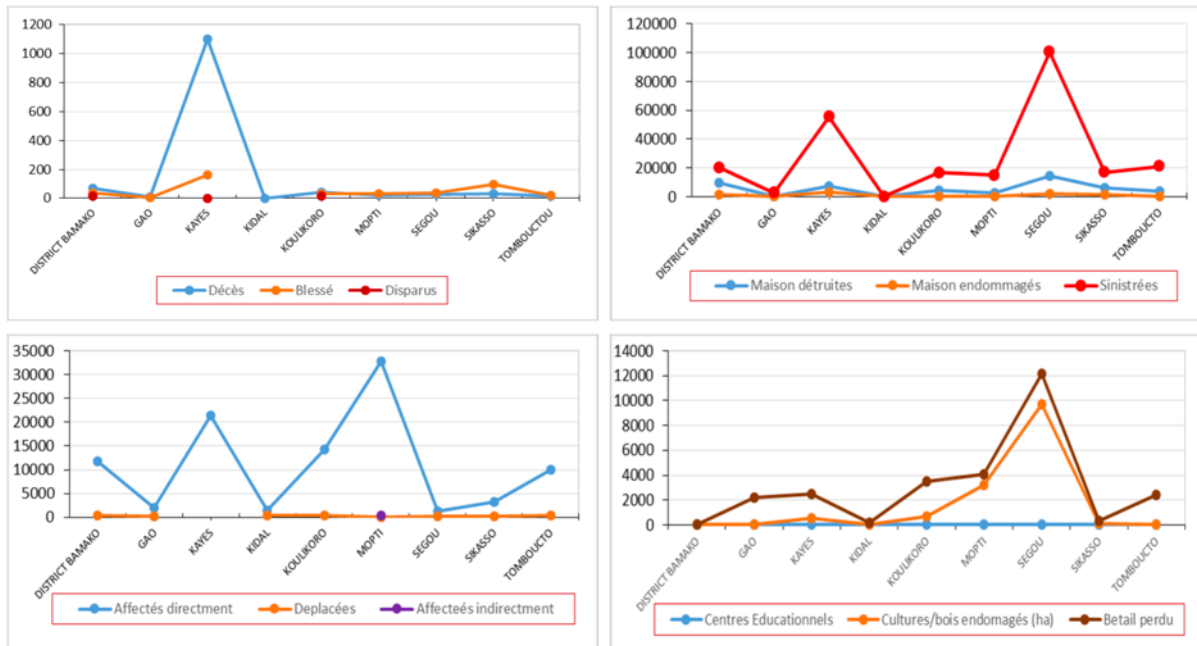 1200
1000
800
600
400
200
0
DISTRICT BAMAKO
GAO
KAYES
KIDAL
KOULIKORO
MOPTI
SEGOU
SIKASSO
TOMBOUCTOU
Décès Blessé Disparus
120000
100000
80000
60000
40000
20000
0
DISTRICT BAMAKO
GAO
KAYES
KIDAL
KOULIKORO
MOPTI
SEGOU
SIKASSO
TOMBOUCTO
Maison détruites Maison endommagés Sinistrées
35000
30000
25000
20000
15000
10000
5000
0
DISTRICT BAMAKO
GAO
KAYES
KIDAL
KOULIKORO
MOPTI
SEGOU
SIKASSO
TOMBOUCTO
Affectés directment Deplacées Affecteés indirectment
14000
12000
10000
8000
6000
4000
2000
0
DISTRICT BAMAKO
GAO
KAYES
KIDAL
KOULIKORO
MOPTI
SEGOU
SIKASSO
TOMBOUCTO
Centres Educationnels Cultures/bois endomagés (ha) Betail perdu